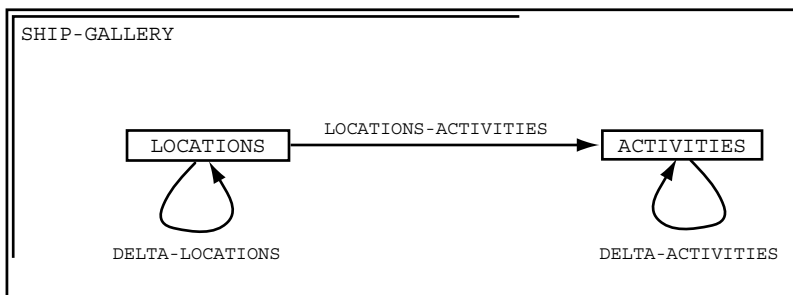 SHIP-GALLERY
LOCATIONS-ACTIVITIES
LOCATIONS
ACTIVITIES
DELTA-LOCATIONS
DELTA-ACTIVITIES